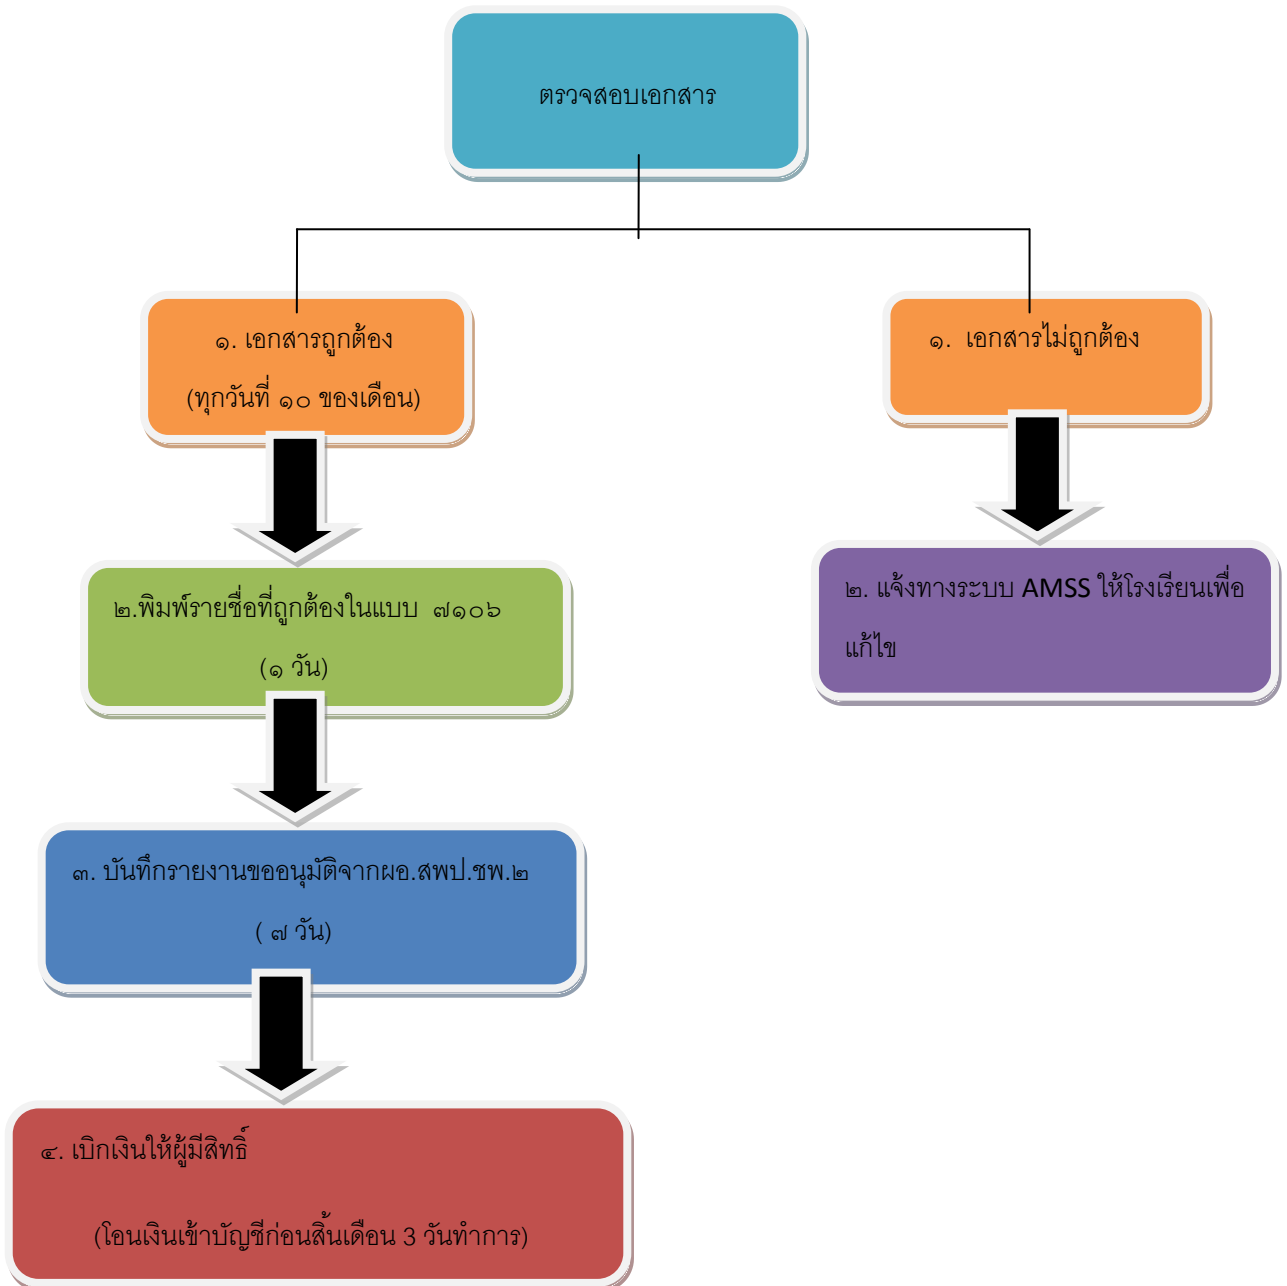 ตรวจสอบเอกสาร
๑. เอกสารถูกต้อง
(ทุกวันที่ ๑๐ ของเดือน)
๒.พิมพ์รายชื่อที่ถูกต้องในแบบ ๗๑๐๖
(๑ วัน)
๓. บันทึกรายงานขออนุมัติจากผอ.สพป.ชพ.๒
( ๗ วัน)
๔. เบิกเงินให้ผู้มีสิทธิ์
(โอนเงินเข้าบัญชีก่อนสิ้นเดือน 3 วันทำการ)
๑. เอกสารไม่ถูกต้อง
๒. แจ้งทางระบบ AMSS ให้โรงเรียนเพื่อ
แก้ไข